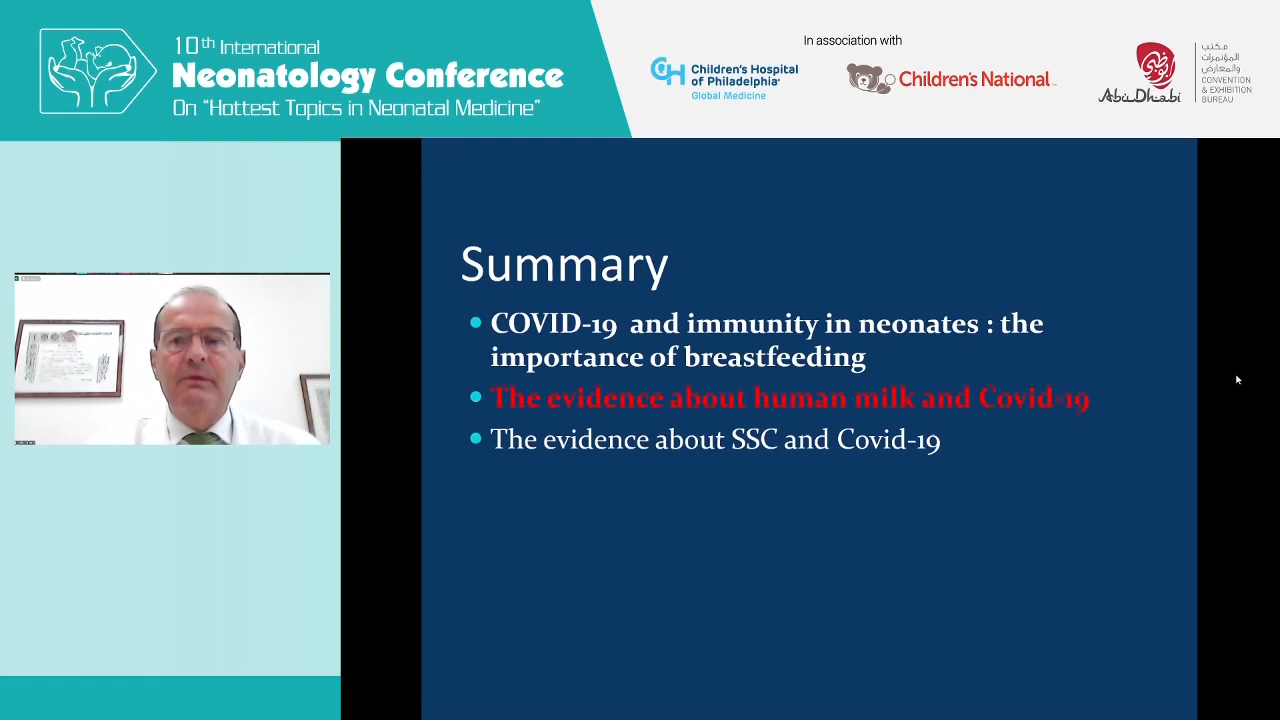 10th International
Neonatology Conference
On "Hottest Topics in Neonatal Medicine"
In association with
Children's Hospital
of Philadelphia
Global Medicine
Children's National
Abu Dhabi
أبوظبي
مكتب
المؤتمرات
والمعارض
CONVENTION
& EXHIBITION
BUREAU
Summary
• COVID-19 and immunity in neonates : the
importance of breastfeeding
• The evidence about human milk and Covid-19
• The evidence about SSC and Covid-19